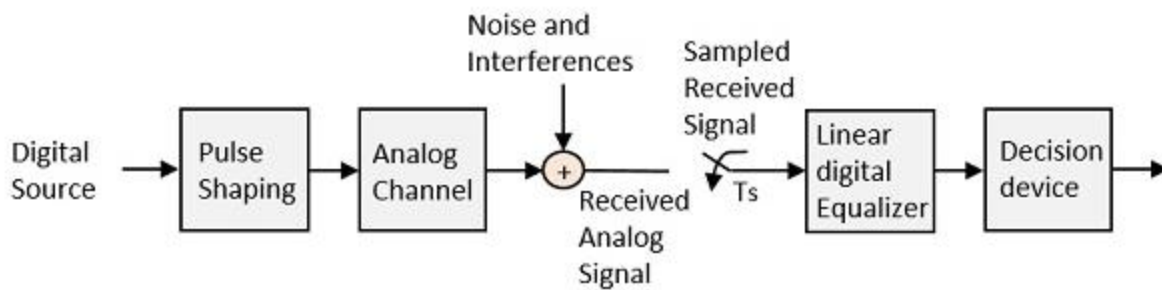 Noise and
Interferences
Sampled
Received
Signal
Digital
Source
Pulse
Shaping
Analog
Channel
+
Ts
Linear
digital
Equalizer
Decision
device
Received
Analog
Signal